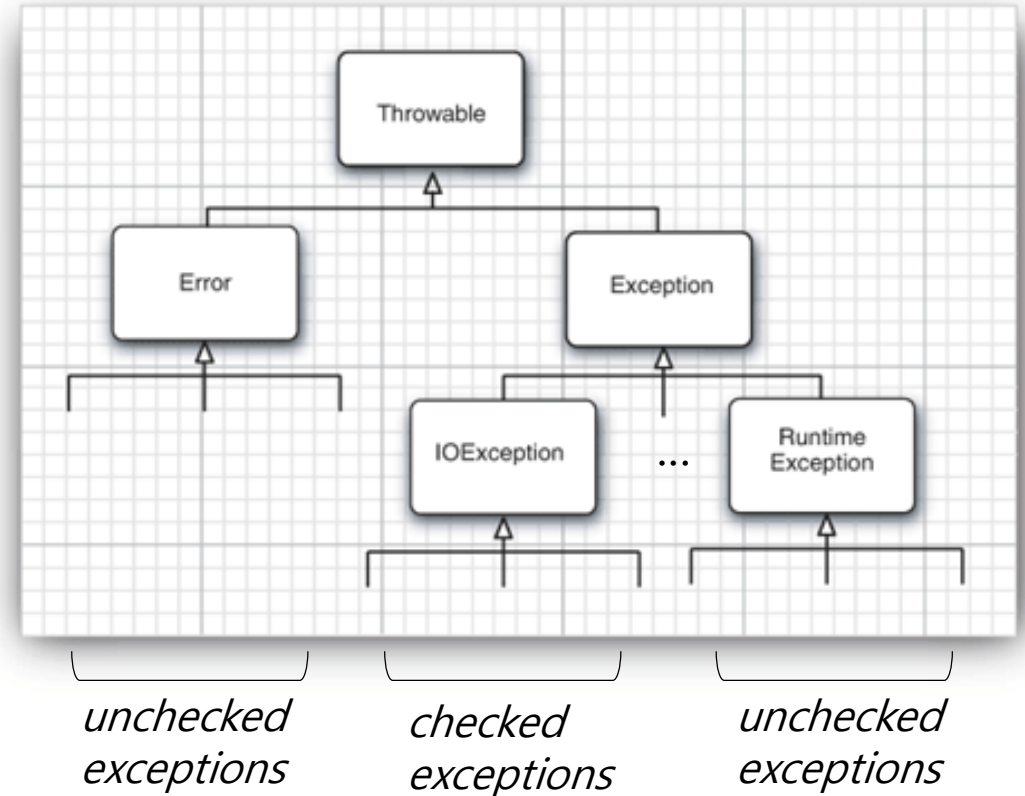 Throwable
Error
Exception
IOException
...
Runtime
Exception
unchecked
exceptions
checked
exceptions
unchecked
exceptions